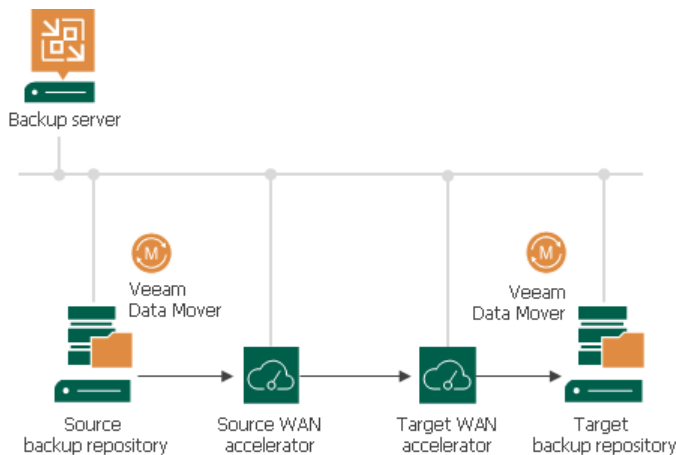 Backup server
M
Veeam
Data Mover
M
Veeam
Data Mover
Source
backup repository
Source WAN
accelerator
Target WAN
accelerator
Target
backup repository